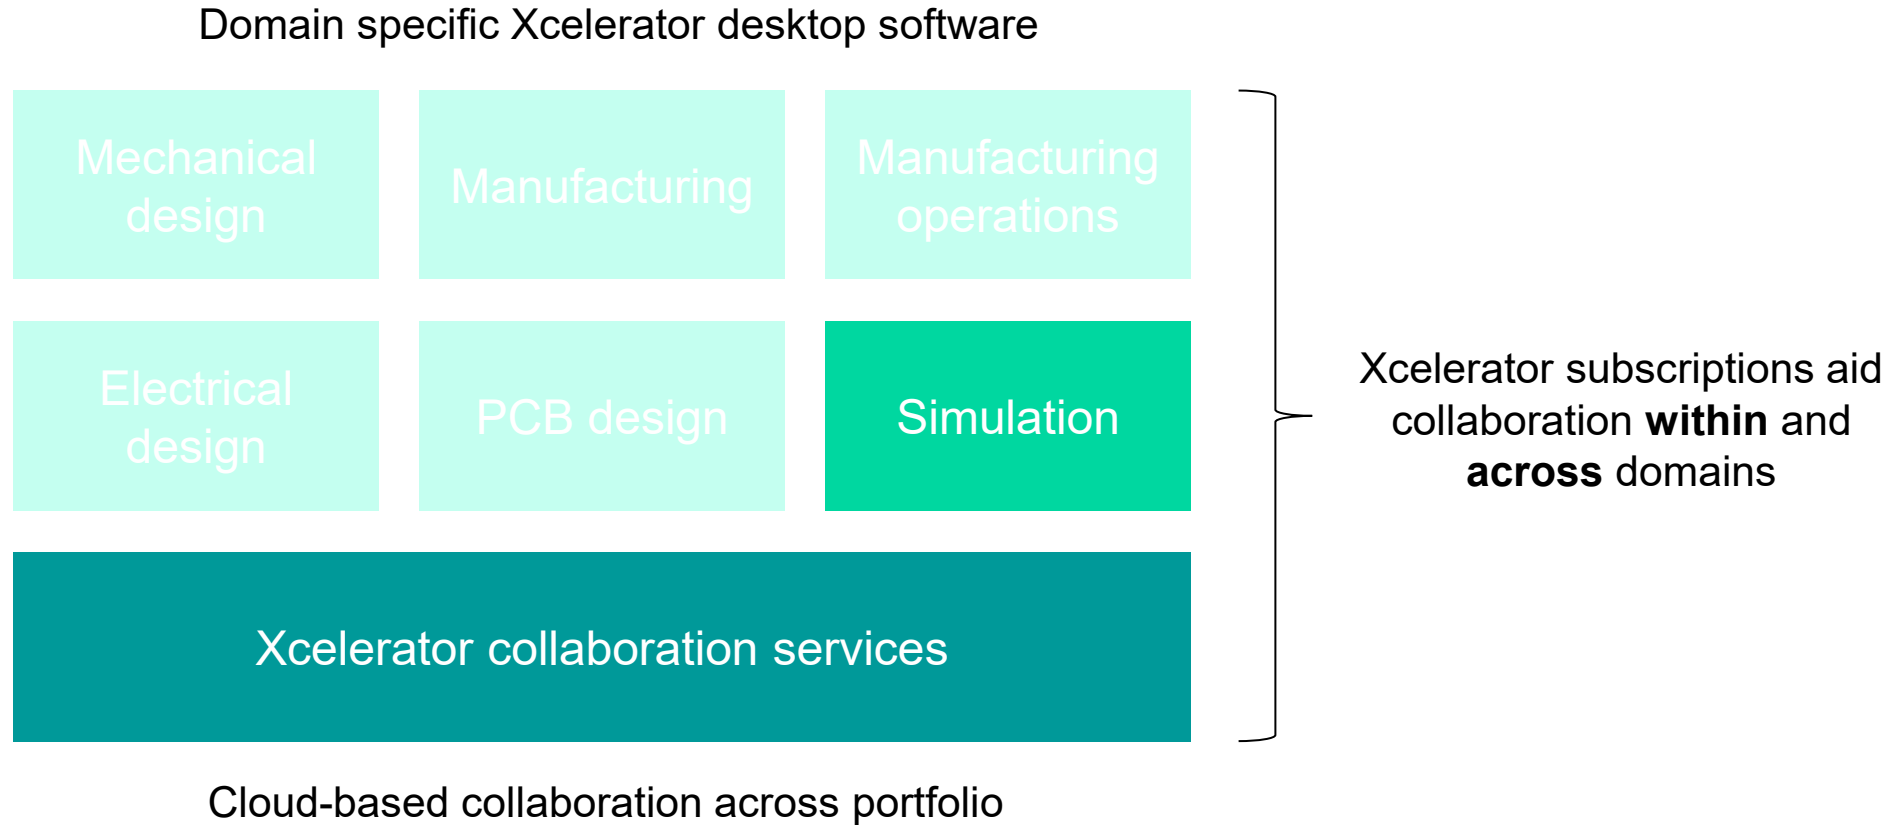 Domain specific Xcelerator desktop software
Mechanical
design
Manufacturing
Manufacturing
operations
Electrical
design
PCB design
Simulation
Xcelerator collaboration services
Cloud-based collaboration across portfolio
Xcelerator subscriptions aid
collaboration within and
across domains